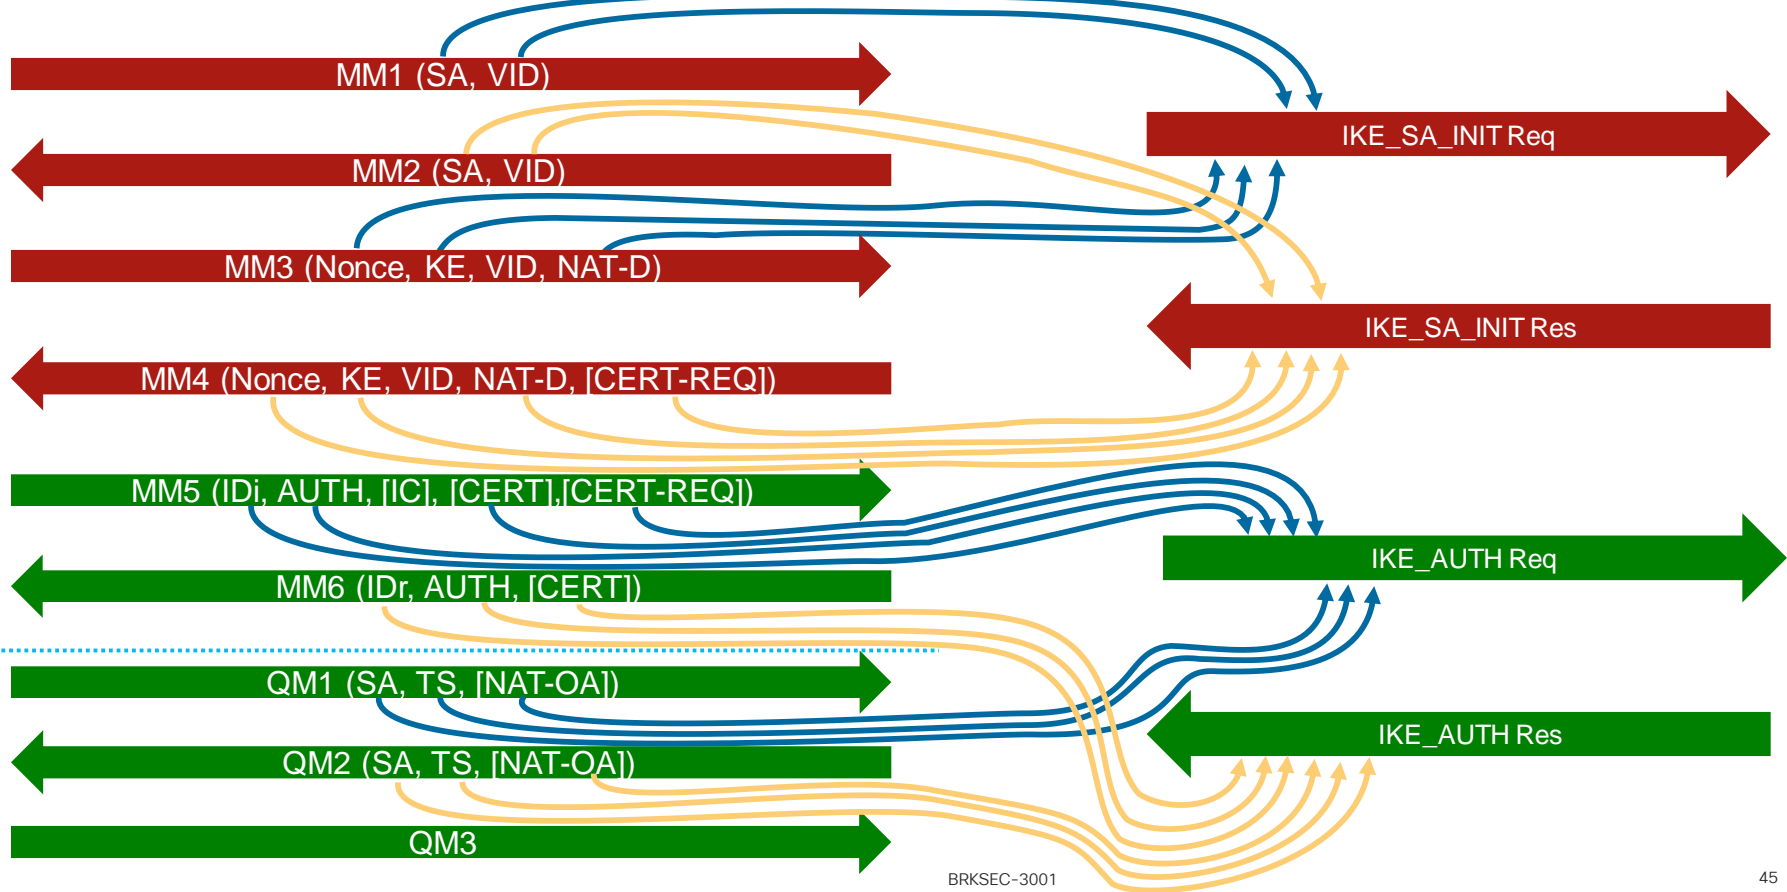 MM1 (SA, VID)
IKE_SA_INIT Req
MM2 (SA, VID)
MM3 (Nonce, KE, VID, NAT-D)
IKE_SA_INIT Res
MM4 (Nonce, KE, VID, NAT-D, [CERT-REQ])
MM5 (IDi, AUTH, [IC], [CERT],[CERT-REQ])
IKE_AUTH Req
MM6 (IDr, AUTH, [CERT])
QM1 (SA, TS, [NAT-OA])
IKE_AUTH Res
QM2 (SA, TS, [NAT-OA])
QM3
BRKSEC-3001
45